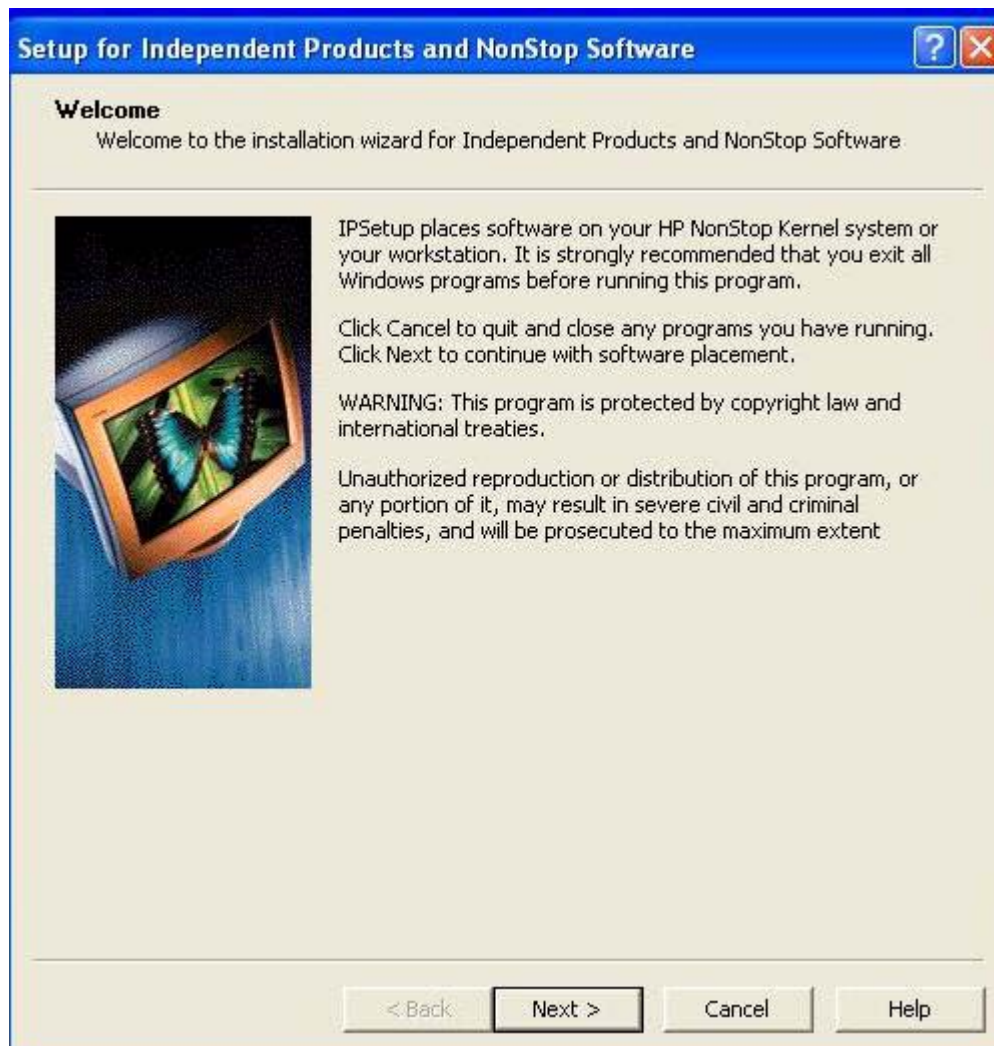 Setup for Independent Products and NonStop Software
Welcome
Welcome to the installation wizard for Independent Products and NonStop Software
IPSetup places software on your HP NonStop Kernel system or
your workstation. It is strongly recommended that you exit all
Windows programs before running this program.
Click Cancel to quit and close any programs you have running.
Click Next to continue with software placement.
WARNING: This program is protected by copyright law and
international treaties.
Unauthorized reproduction or distribution of this program, or
any portion of it, may result in severe civil and criminal
penalties, and will be prosecuted to the maximum extent
< Back
Next >
Cancel
Help